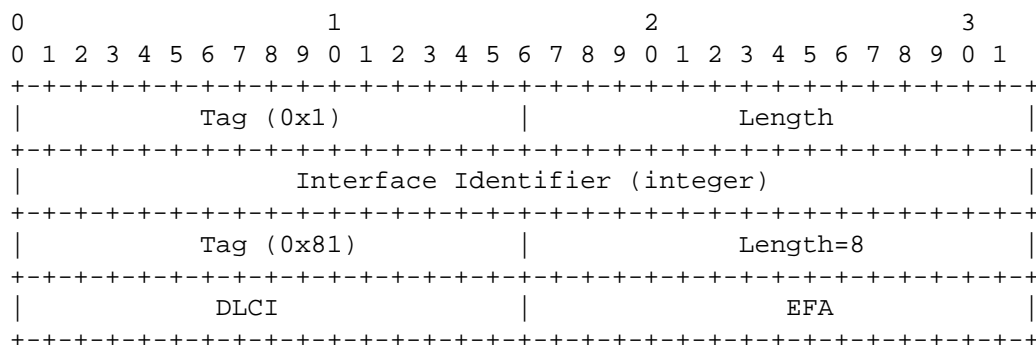 0                   1                   2                   3
0 1 2 3 4 5 6 7 8 9 0 1 2 3 4 5 6 7 8 9 0 1 2 3 4 5 6 7 8 9 0 1
+-+-+-+-+-+-+-+-+-+-+-+-+-+-+-+-+-+-+-+-+-+-+-+-+-+-+-+-+-+-+-+-+
|           Tag (0x1)           |             Length            |
+-+-+-+-+-+-+-+-+-+-+-+-+-+-+-+-+-+-+-+-+-+-+-+-+-+-+-+-+-+-+-+-+
|                 Interface Identifier (integer)                |
+-+-+-+-+-+-+-+-+-+-+-+-+-+-+-+-+-+-+-+-+-+-+-+-+-+-+-+-+-+-+-+-+
|           Tag (0x81)          |             Length=8          |
+-+-+-+-+-+-+-+-+-+-+-+-+-+-+-+-+-+-+-+-+-+-+-+-+-+-+-+-+-+-+-+-+
|            DLCI               |                EFA            |
+-+-+-+-+-+-+-+-+-+-+-+-+-+-+-+-+-+-+-+-+-+-+-+-+-+-+-+-+-+-+-+-+